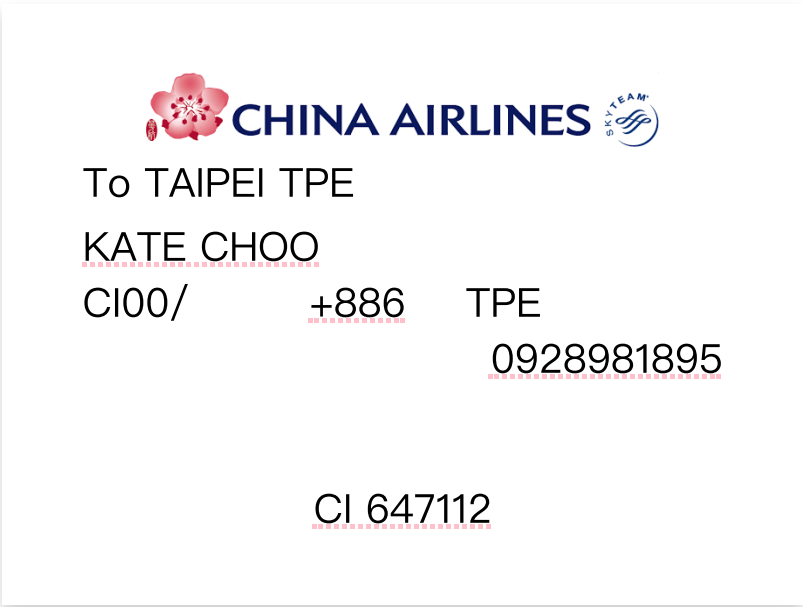 CHINA AIRLINES SKYTEAM
To TAIPEI TPE
KATE CHOO
CI00/ +886 TPE
0928981895
CI 647112